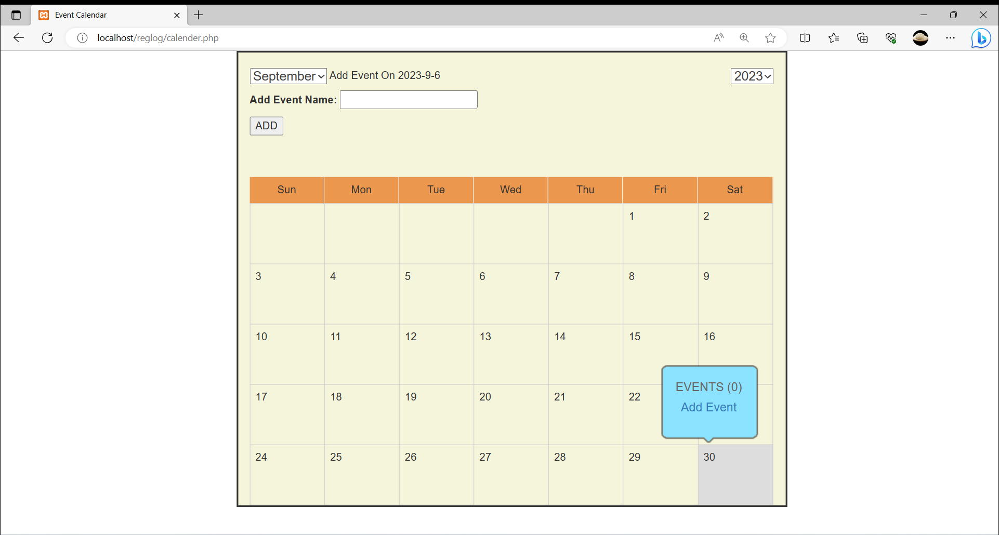 Event Calendar
localhost/reglog/calender.php
September Add Event On 2023-9-6 2023
Add Event Name:
ADD
Sun Mon Tue Wed Thu Fri Sat
1 2
3 4 5 6 7 8 9
10 11 12 13 14 15 16
EVENTS (0)
17 18 19 20 21 22
Add Event
24 25 26 27 28 29 30